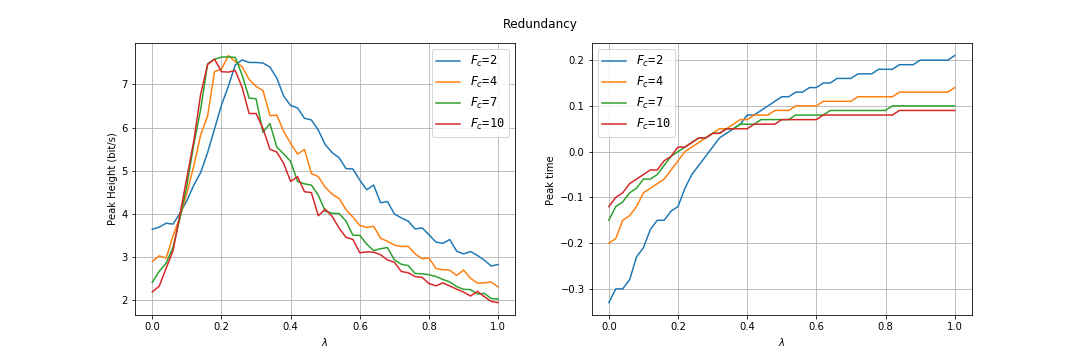 Redundancy
Peak Height (bit/s)
7
6
5
4
3
2
0.0 0.2 0.4 0.6 0.8 1.0
λ
F_c=2
F_c=4
F_c=7
F_c=10
Peak time
0.2
0.1
0.0
−0.1
−0.2
−0.3
0.0 0.2 0.4 0.6 0.8 1.0
λ
F_c=2
F_c=4
F_c=7
F_c=10